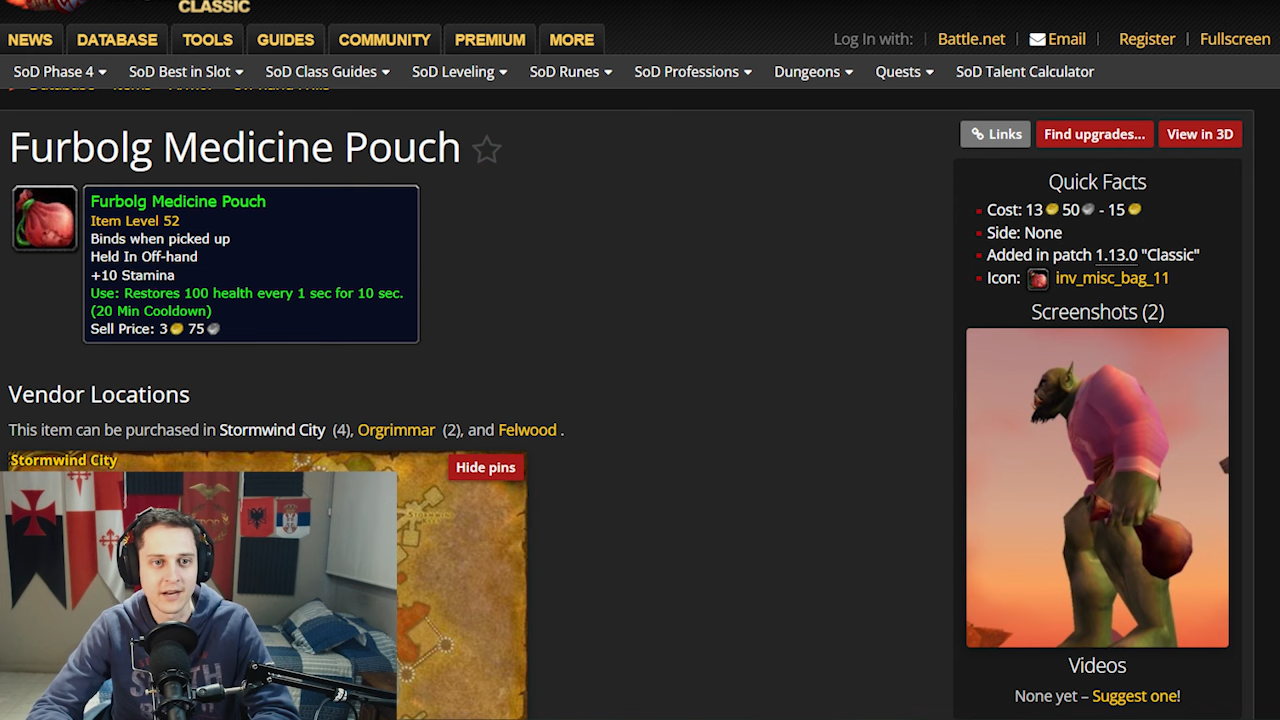 CLASSIC
NEWS DATABASE TOOLS GUIDES COMMUNITY PREMIUM MORE Log In with: Battle.net | Email | Register | Fullscreen
SoD Phase 4 SoD Best in Slot SoD Class Guides SoD Leveling SoD Runes SoD Professions Dungeons Quests SoD Talent Calculator
Furbolg Medicine Pouch
Links Find upgrades... View in 3D
Furbolg Medicine Pouch
Item Level 52
Binds when picked up
Held In Off-hand
+10 Stamina
Use: Restores 100 health every 1 sec for 10 sec.
(20 Min Cooldown)
Sell Price: 3 75
Quick Facts
Cost: 13 50 - 15
Side: None
Added in patch 1.13.0 "Classic"
Icon: inv_misc_bag_11
Screenshots (2)
Vendor Locations
This item can be purchased in Stormwind City (4), Orgrimmar (2), and Felwood .
Stormwind City
Hide pins
Videos
None yet – Suggest one!